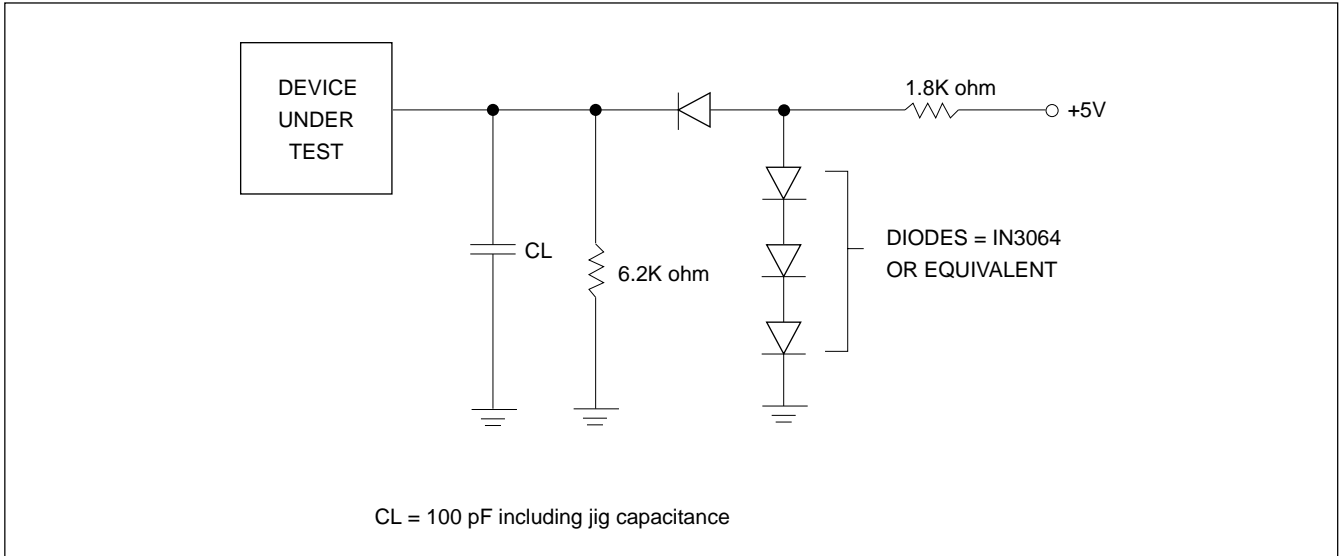 DEVICE
UNDER
TEST
1.8K ohm
+5V
CL
6.2K ohm
DIODES = IN3064
OR EQUIVALENT
CL = 100 pF including jig capacitance